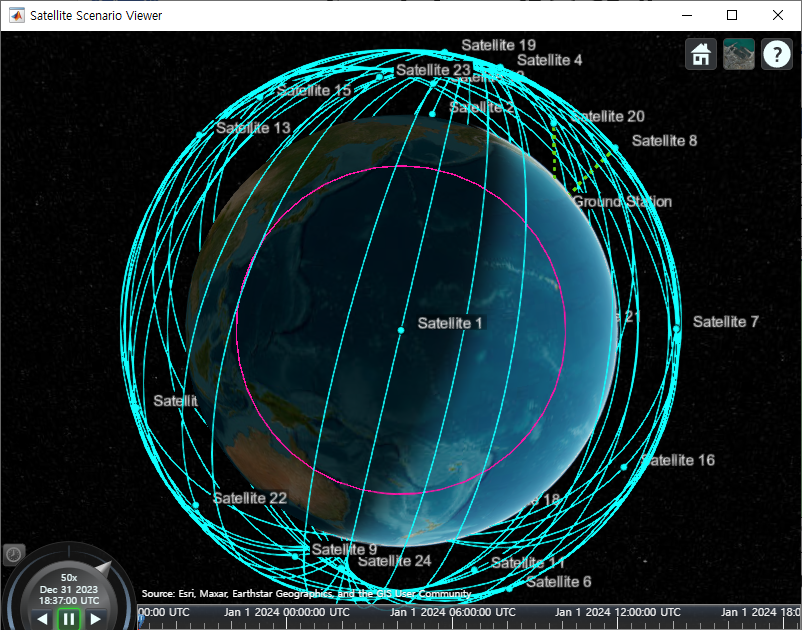 Satellite Scenario Viewer
Satellite 19
Satellite 4
Satellite 23
Satellite 15
Satellite 2
Satellite 20
Satellite 13
Satellite 8
?
Ground Station
21
Satellite 1
Satellite 7
Satellit
Satellite 16
Satellite 22
18
Satellite 9
Satellite 24
Satellite 11
Satellite 6
50x
Dec 31 2023
18:37:00 UTC
Source: Esri, Maxar, Earthstar Geographics, and the GIS User Community
00:00 UTC Jan 1 2024 00:00:00 UTC Jan 1 2024 06:00:00 UTC Jan 1 2024 12:00:00 UTC Jan 1 2024 18:0